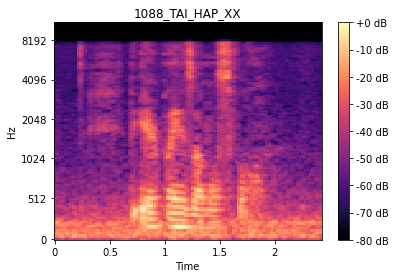 1088_TAI_HAP_XX
+0 dB
8192
-10 dB
4096
-20 dB
-30 dB
2048
-40 dB
Hz
1024
-50 dB
512
-60 dB
-70 dB
0
-80 dB
0
0.5
1
1.5
2
Time